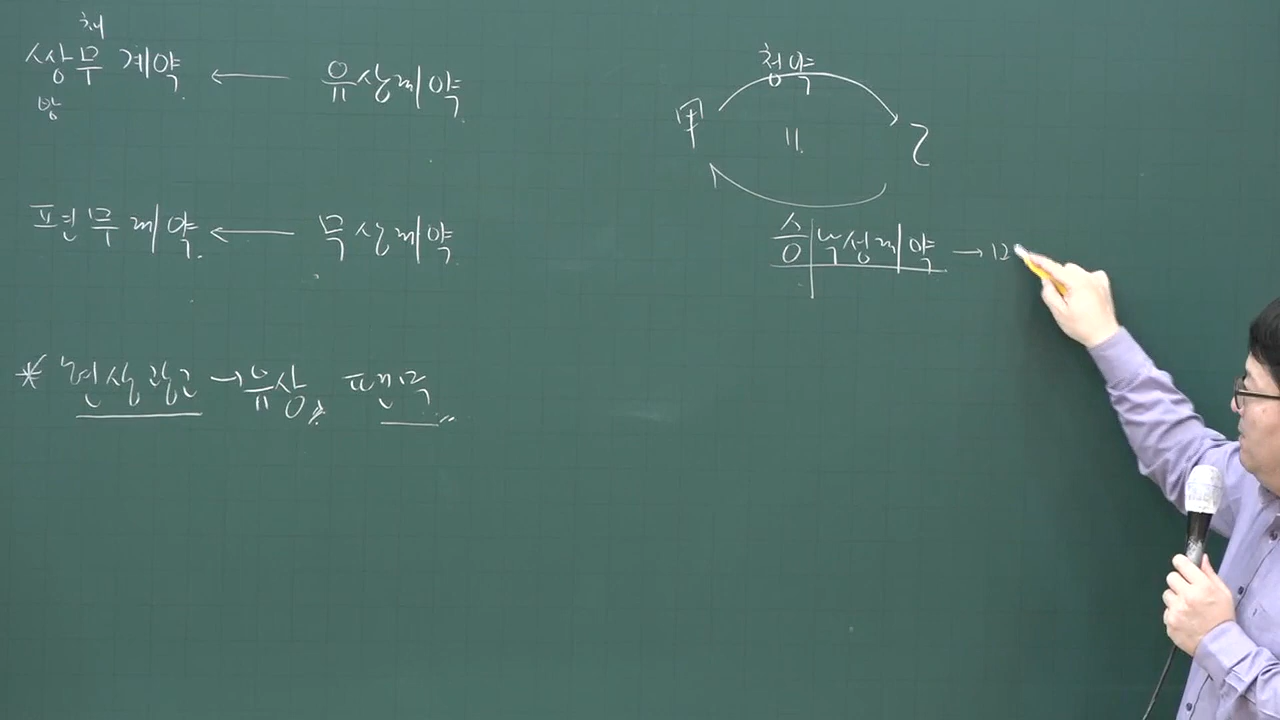 채
쌍무 계약 ← 유상계약
방
편무계약 ← 무상계약
* 현상광고 → 유상, 편무
청약
甲 11 乙
승 낙성계약 → 12